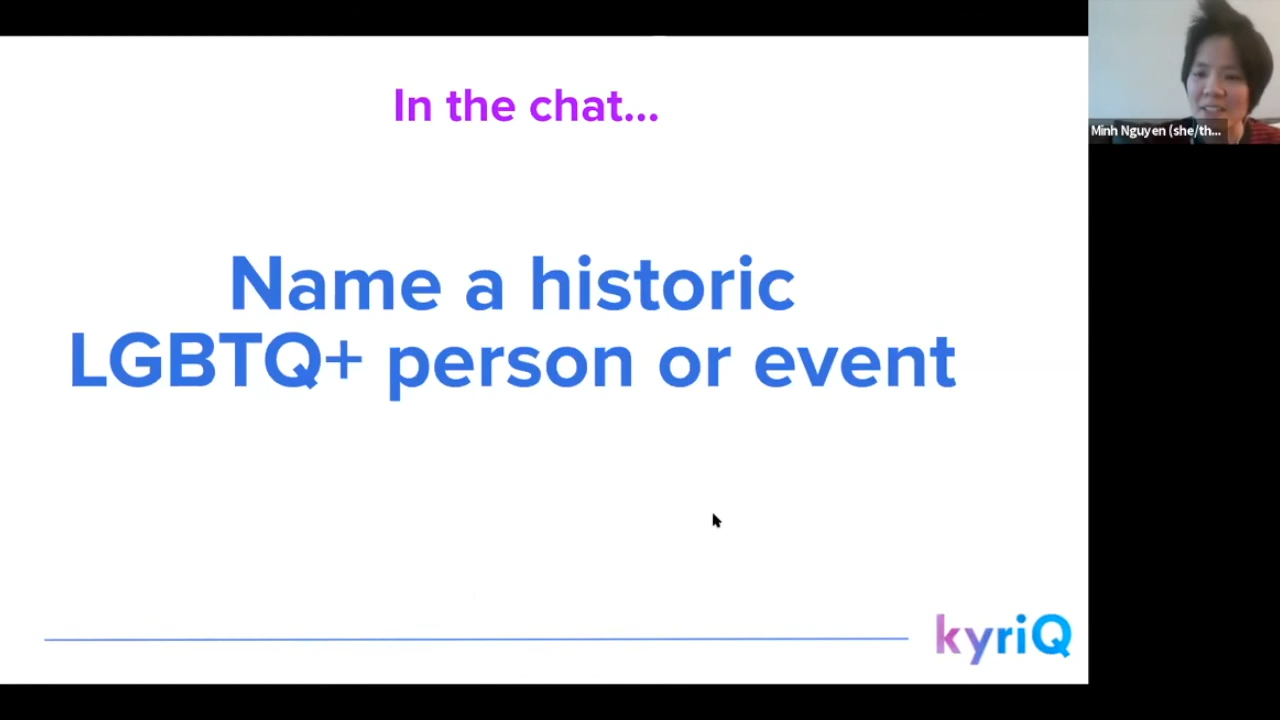 In the chat...
Minh Nguyen (she/th...
Name a historic
LGBTQ+ person or event
kyriQ